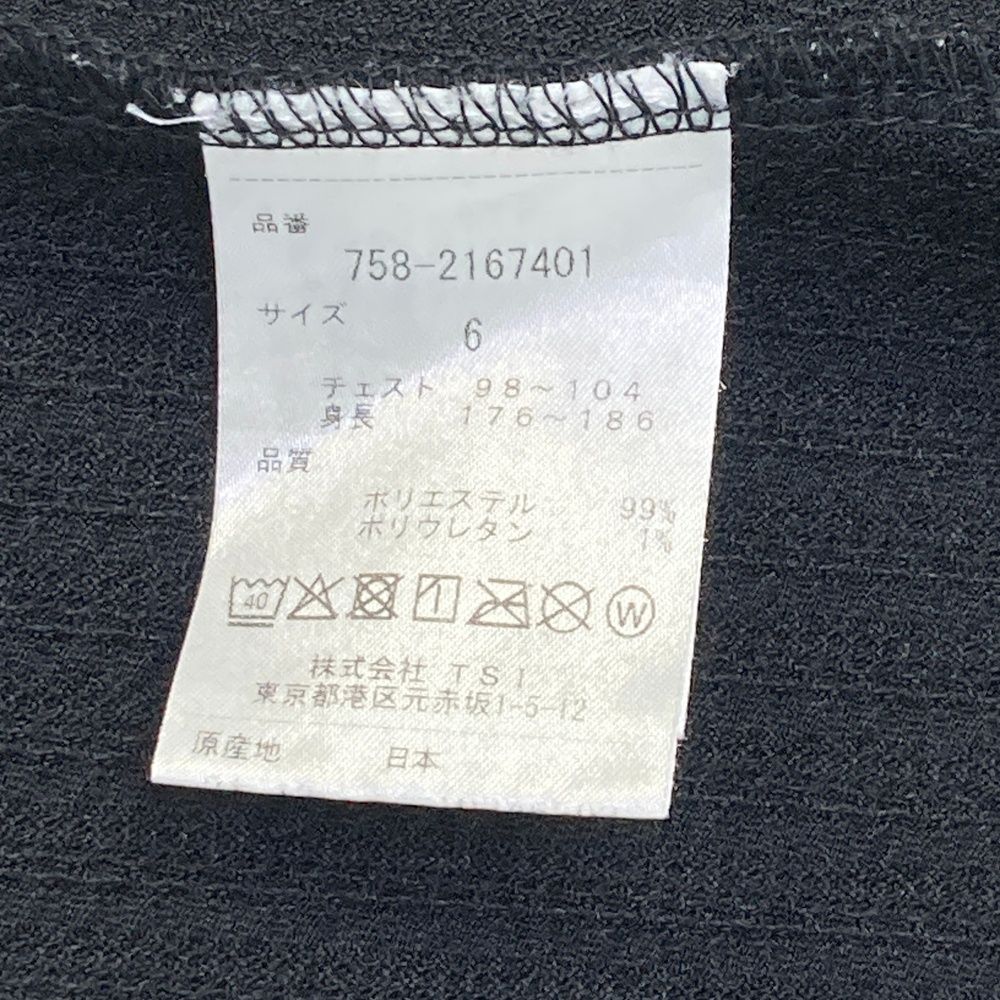 品番
758-2167401
サイズ
6
チェスト 98~104
身長 176~186
品質
ポリエステル 99%
ポリウレタン 1%
40 W
株式会社 TSI
東京都港区元赤坂1-5-12
原産地 日本